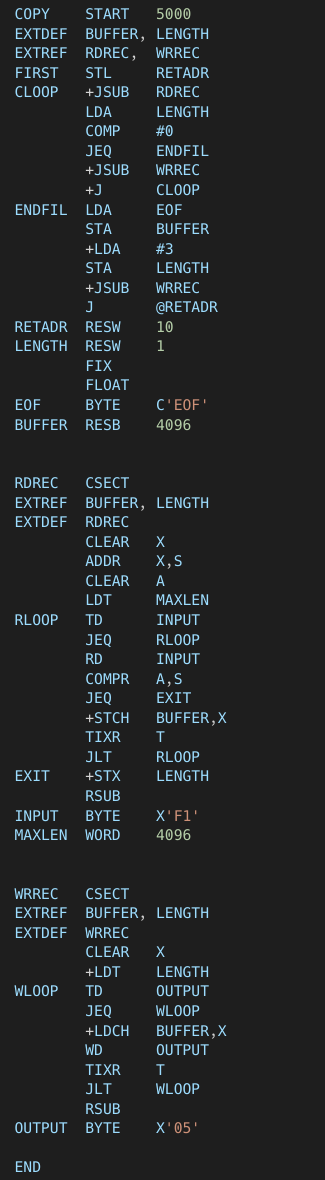 COPY    START   5000
EXTDEF  BUFFER, LENGTH
EXTREF  RDREC,  WRREC
FIRST   STL     RETADR
CLOOP   +JSUB   RDREC
        LDA     LENGTH
        COMP    #0
        JEQ     ENDFIL
        +JSUB   WRREC
        +J      CLOOP
ENDFIL  LDA     EOF
        STA     BUFFER
        +LDA    #3
        STA     LENGTH
        +JSUB   WRREC
        J       @RETADR
RETADR  RESW    10
LENGTH  RESW    1
        FIX
        FLOAT
EOF     BYTE    C'EOF'
BUFFER  RESB    4096
RDREC   CSECT
EXTREF  BUFFER, LENGTH
EXTDEF  RDREC
        CLEAR   X
        ADDR    X,S
        CLEAR   A
        LDT     MAXLEN
RLOOP   TD      INPUT
        JEQ     RLOOP
        RD      INPUT
        COMPR   A,S
        JEQ     EXIT
        +STCH   BUFFER,X
        TIXR    T
        JLT     RLOOP
EXIT    +STX    LENGTH
        RSUB
INPUT   BYTE    X'F1'
MAXLEN  WORD    4096
WRREC   CSECT
EXTREF  BUFFER, LENGTH
EXTDEF  WRREC
        CLEAR   X
        +LDT    LENGTH
WLOOP   TD      OUTPUT
        JEQ     WLOOP
        +LDCH   BUFFER,X
        WD      OUTPUT
        TIXR    T
        JLT     WLOOP
        RSUB
OUTPUT  BYTE    X'05'
END